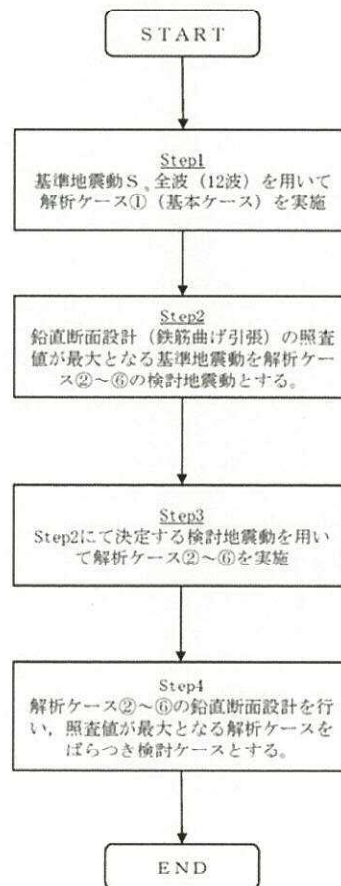 START
Step1
基準地震動Ss全波（12波）を用いて
解析ケース①（基本ケース）を実施
Step2
鉛直断面設計（鉄筋曲げ引張）の照査
値が最大となる基準地震動を解析ケー
ス②～⑥の検討地震動とする。
Step3
Step2にて決定する検討地震動を用い
て解析ケース②～⑥を実施
Step4
解析ケース②～⑥の鉛直断面設計を行
い，照査値が最大となる解析ケースを
ばらつき検討ケースとする。
END